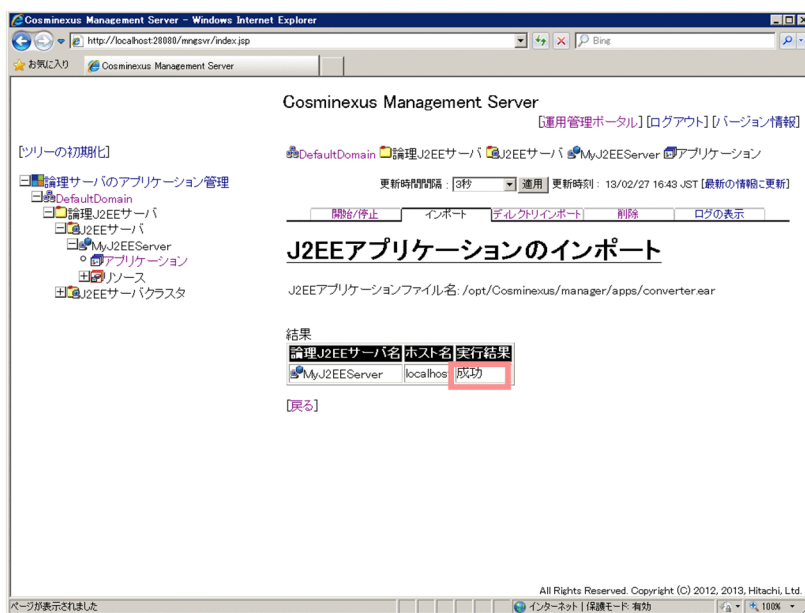 Cosminexus Management Server - Windows Internet Explorer
http://localhost:28080/mngsvr/index.jsp
Bing
お気に入り
Cosminexus Management Server
Cosminexus Management Server
[運用管理ポータル] [ログアウト] [バージョン情報]
[ツリーの初期化]
DefaultDomain 論理J2EEサーバ J2EEサーバ MyJ2EEServer アプリケーション
論理サーバのアプリケーション管理
DefaultDomain
論理J2EEサーバ
J2EEサーバ
MyJ2EEServer
アプリケーション
リソース
J2EEサーバクラスタ
更新時間間隔 : 3秒 適用 更新時刻 : 13/02/27 16:43 JST [最新の情報に更新]
開始/停止 インポート ディレクトリインポート 削除 ログの表示
J2EEアプリケーションのインポート
J2EEアプリケーションファイル名: /opt/Cosminexus/manager/apps/converter.ear
結果
論理J2EEサーバ名 ホスト名 実行結果
MyJ2EEServer localhos 成功
[戻る]
All Rights Reserved. Copyright (C) 2012, 2013, Hitachi, Ltd.
ページが表示されました
インターネット | 保護モード: 有効
100%